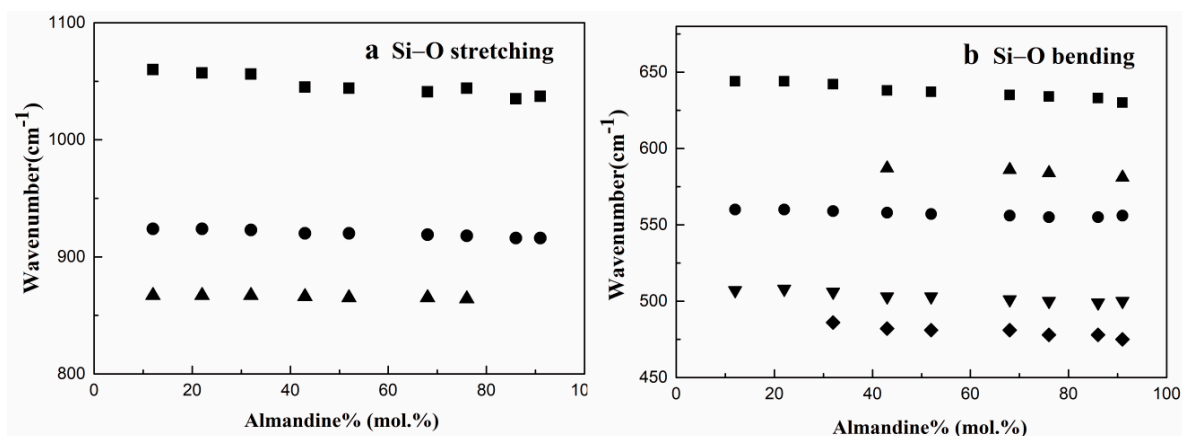 1100
1000
900
800
Wavenumber(cm⁻¹)
a Si–O stretching
0 20 40 60 80 10
Almandine% (mol.%)
650
600
550
500
450
Wavenumber(cm⁻¹)
b Si–O bending
0 20 40 60 80 100
Almandine% (mol.%)